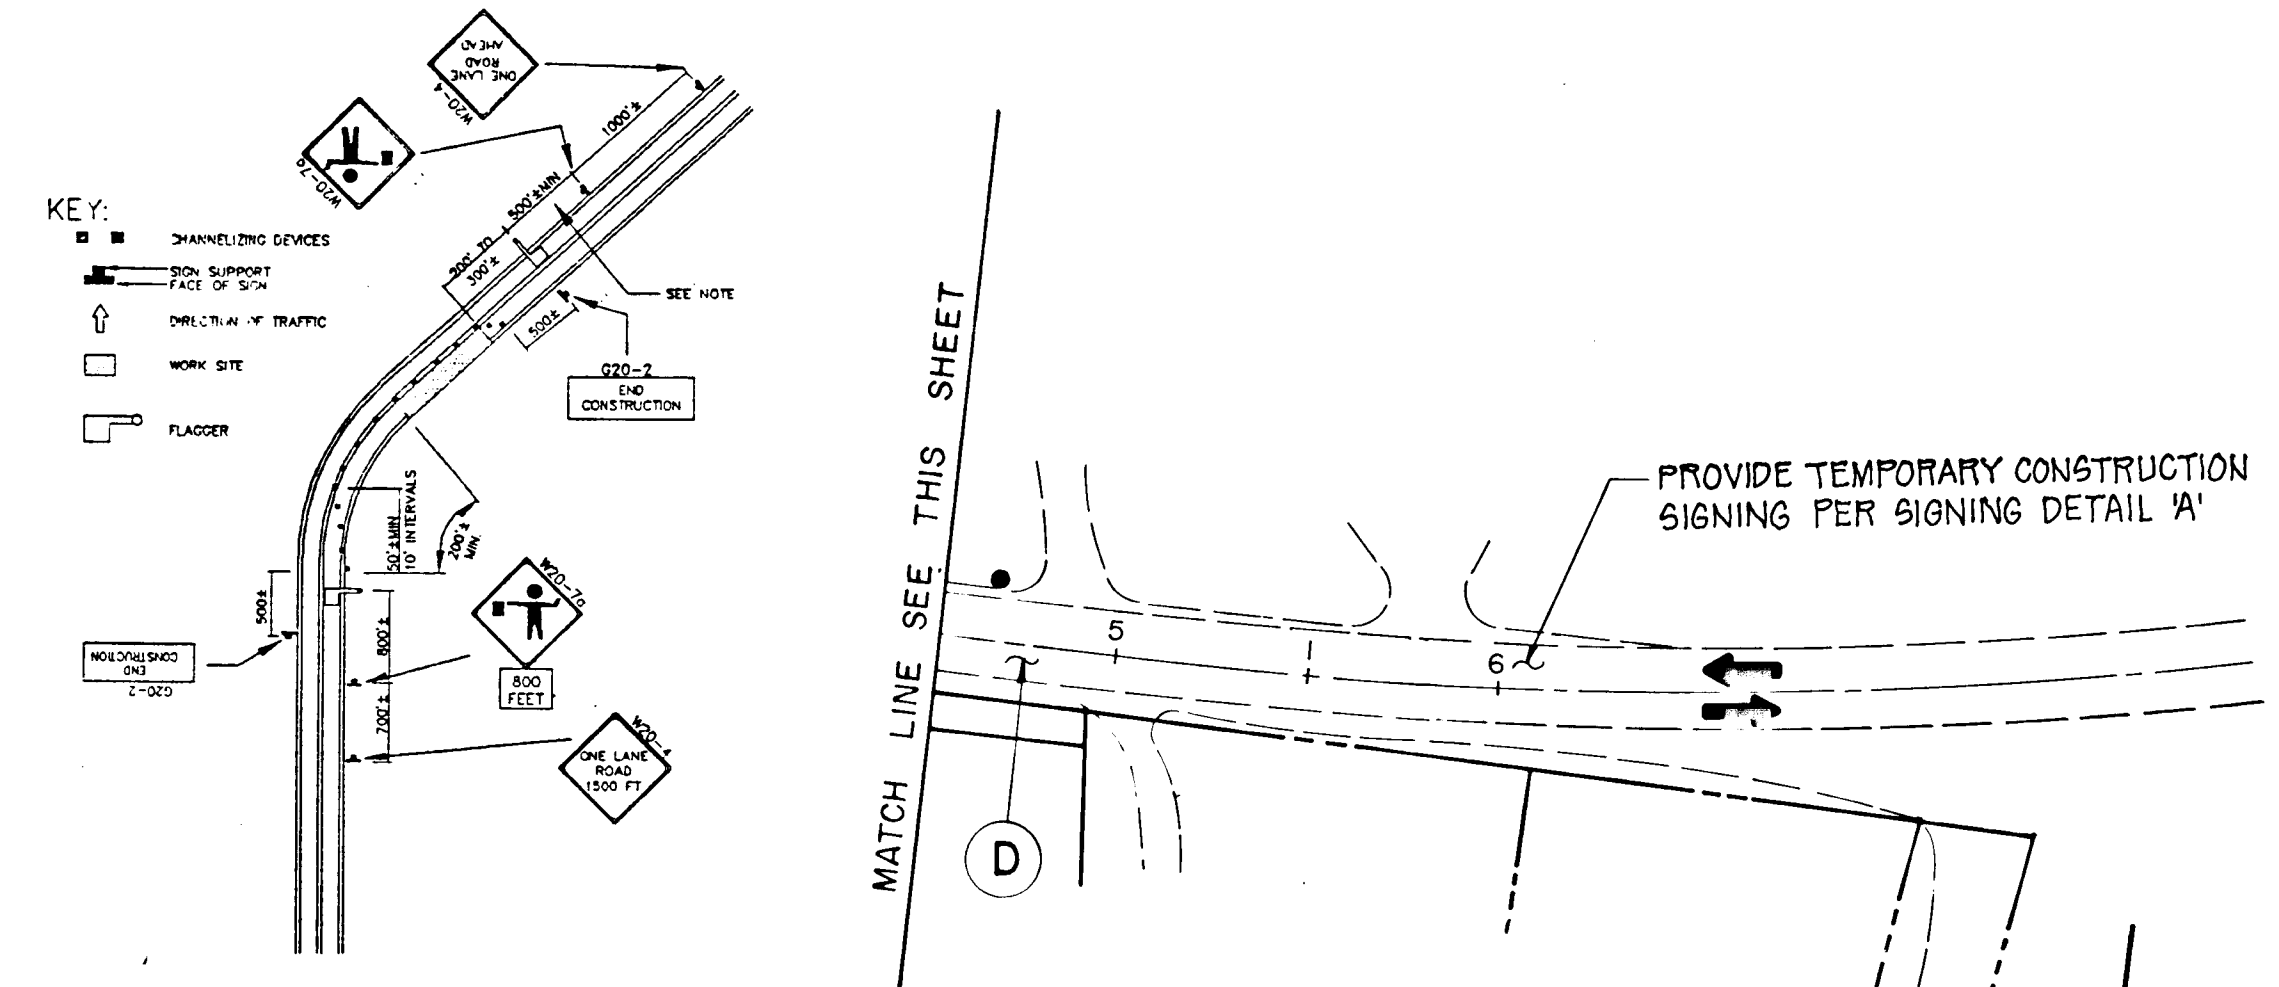 ONE LANE
ROAD
AHEAD
W20-4
W20-7a
1000'±
500'±MIN
200' TO
300'±
KEY:
CHANNELIZING DEVICES
SIGN SUPPORT
FACE OF SIGN
DIRECTION OF TRAFFIC
WORK SITE
FLAGGER
SEE NOTE
500±
G20-2
END
CONSTRUCTION
50'±MIN
10' INTERVALS
200'±
MIN.
500±
END
CONSTRUCTION
G20-2
800'±
700'±
W20-7a
800
FEET
W20-4
ONE LANE
ROAD
1500 FT
MATCH LINE SEE THIS SHEET
PROVIDE TEMPORARY CONSTRUCTION
SIGNING PER SIGNING DETAIL 'A'
5
6
D